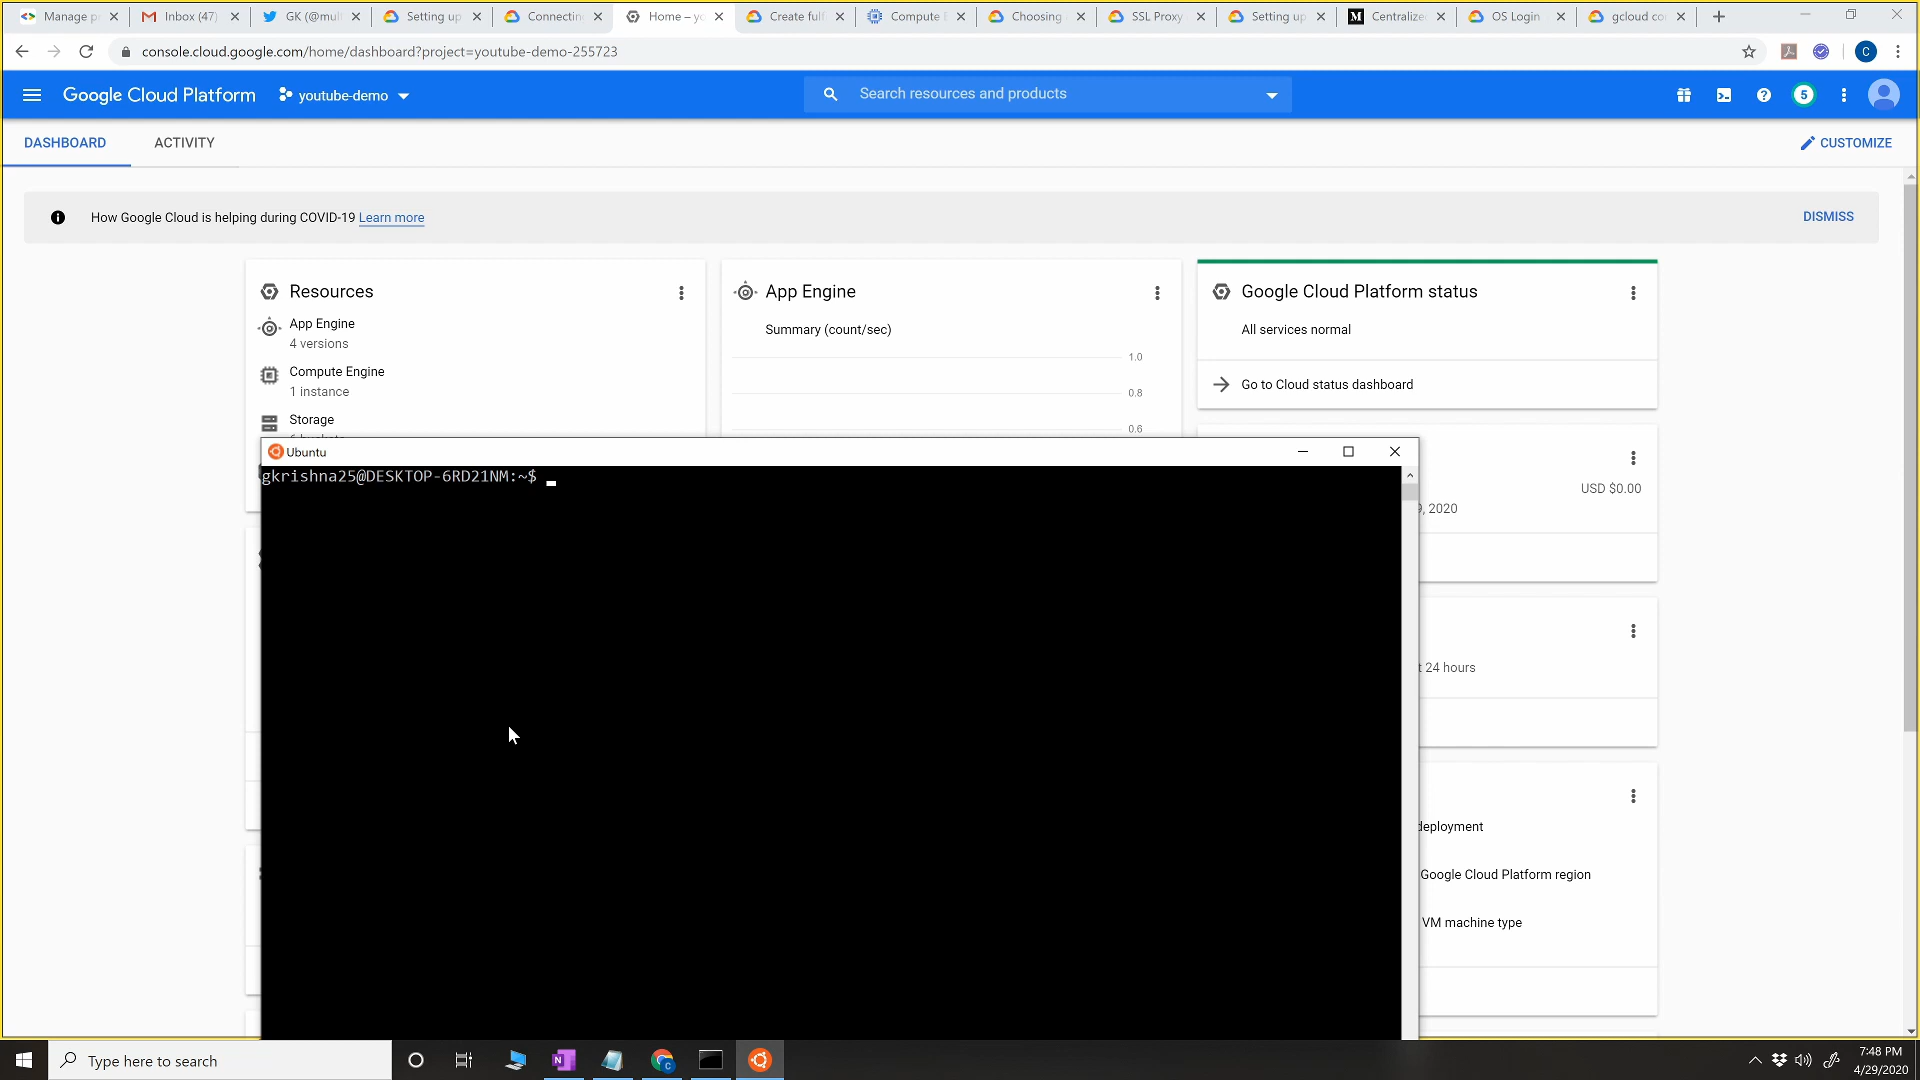 Manage pr
Inbox (47)
GK (@mul
Setting up
Connectin
Home – yo
Create fulf
Compute E
Choosing
SSL Proxy
Setting up
M
Centralize
OS Login
gcloud co
console.cloud.google.com/home/dashboard?project=youtube-demo-255723
C
Google Cloud Platform
youtube-demo
Search resources and products
5
DASHBOARD
ACTIVITY
CUSTOMIZE
How Google Cloud is helping during COVID-19 Learn more
DISMISS
Resources
App Engine
4 versions
Compute Engine
1 instance
Storage
App Engine
Summary (count/sec)
1.0
0.8
0.6
Google Cloud Platform status
All services normal
Go to Cloud status dashboard
USD $0.00
9, 2020
t 24 hours
deployment
Google Cloud Platform region
VM machine type
Ubuntu
gkrishna25@DESKTOP-6RD21NM:~$
Type here to search
7:48 PM
4/29/2020